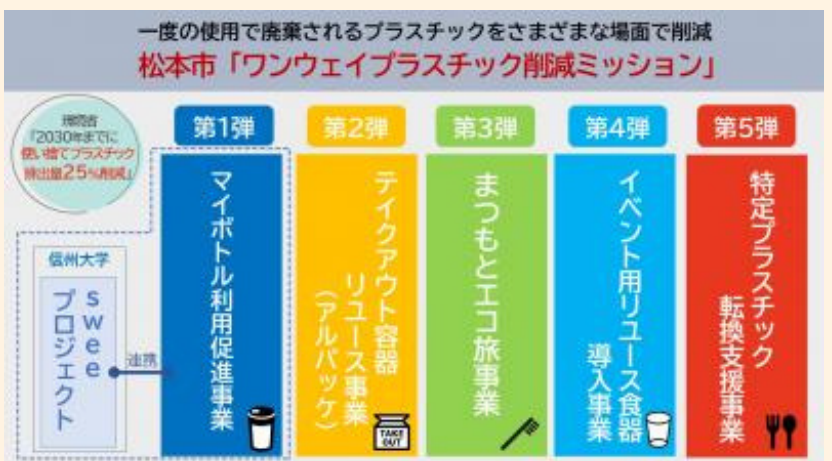 一度の使用で廃棄されるプラスチックをさまざまな場面で削減
松本市「ワンウェイプラスチック削減ミッション」
環境省
「2030年までに
使い捨てプラスチック
排出量25%削減」
第1弾
マイボトル利用促進事業
第2弾
テイクアウト容器
リユース事業
(アルパッケ)
TAKE
OUT
第3弾
まつもとエコ旅事業
第4弾
イベント用リユース食器
導入事業
第5弾
特定プラスチック
転換支援事業
信州大学
swee
プロジェクト
連携